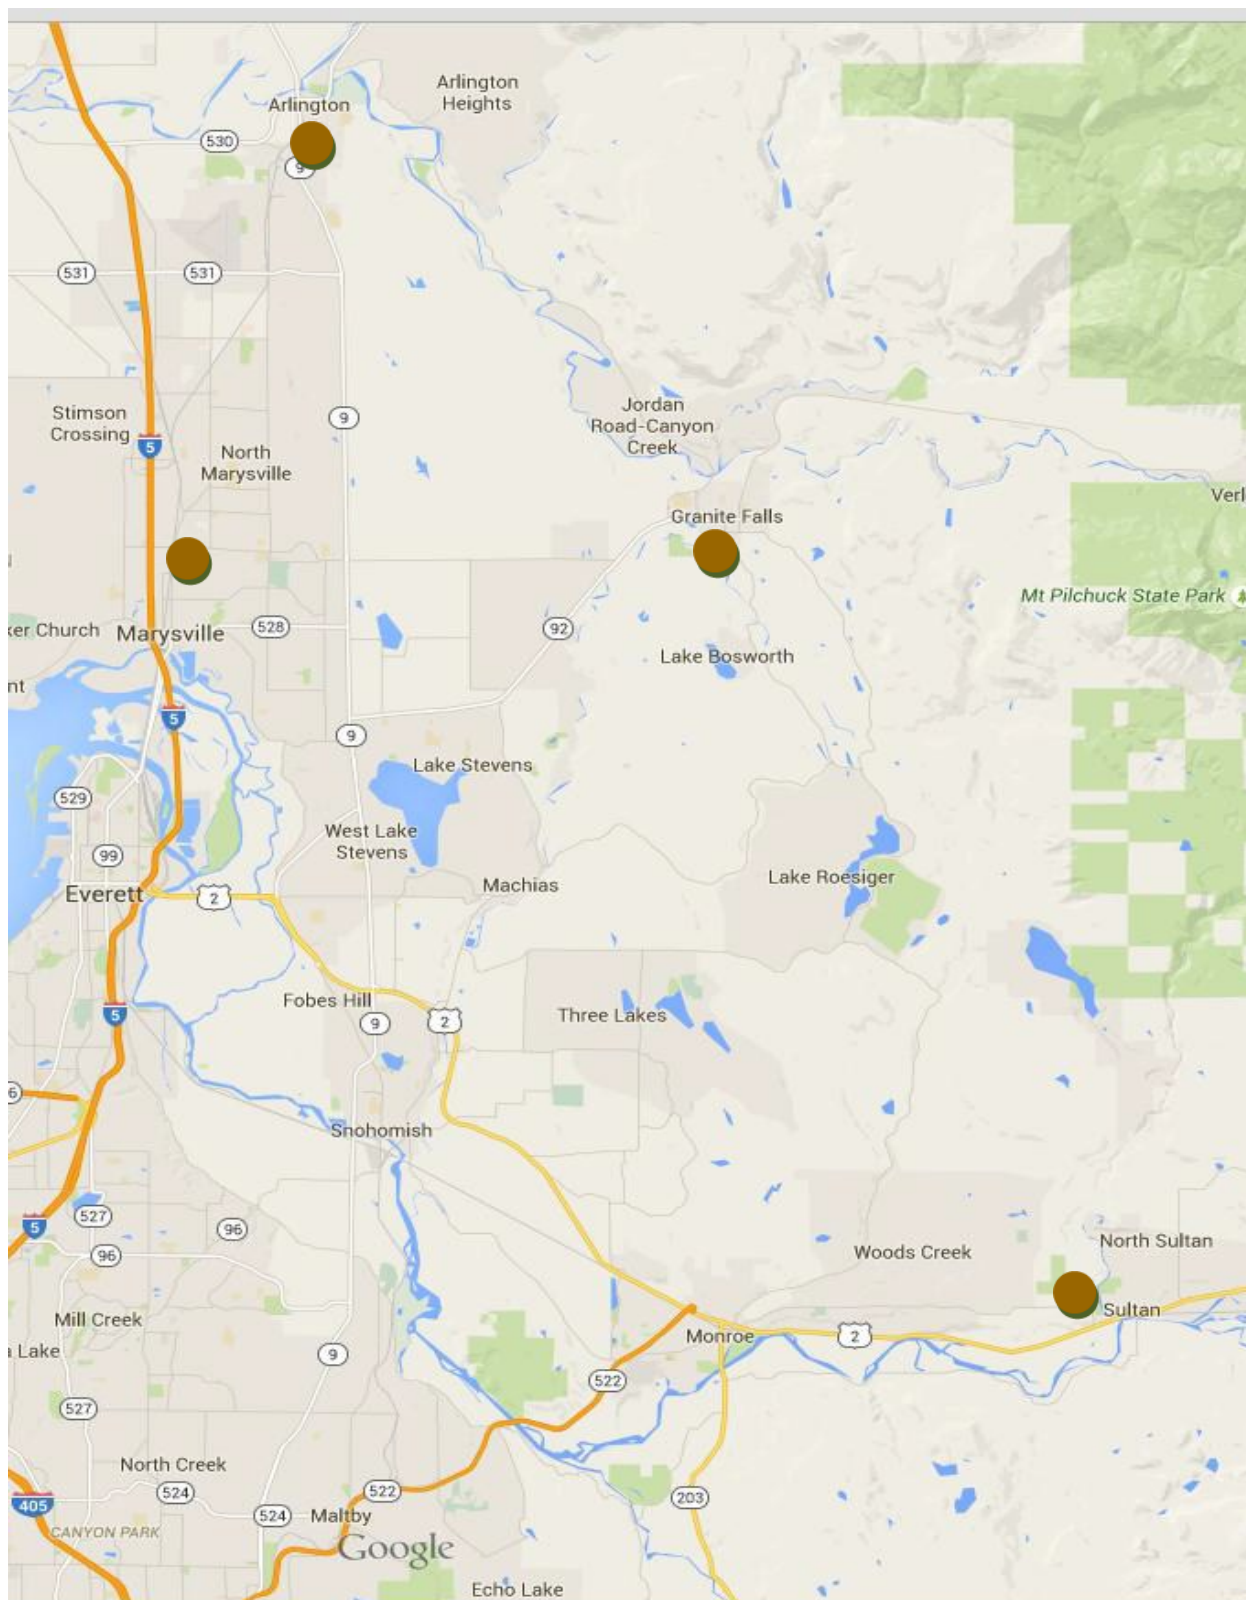 Arlington
Heights
Arlington
530
9
531
531
Stimson
Crossing
5
9
North
Marysville
Jordan
Road-Canyon
Creek
Verl
Granite Falls
Mt Pilchuck State Park
ker Church
Marysville
528
92
Lake Bosworth
nt
5
9
Lake Stevens
529
West Lake
Stevens
99
Everett
2
Machias
Lake Roesiger
Fobes Hill
5
9
2
Three Lakes
6
Snohomish
5
527
96
96
Woods Creek
North Sultan
Sultan
Mill Creek
Lake
9
Monroe
2
522
527
North Creek
405
524
524
522
203
Maltby
CANYON PARK
Google
Echo Lake